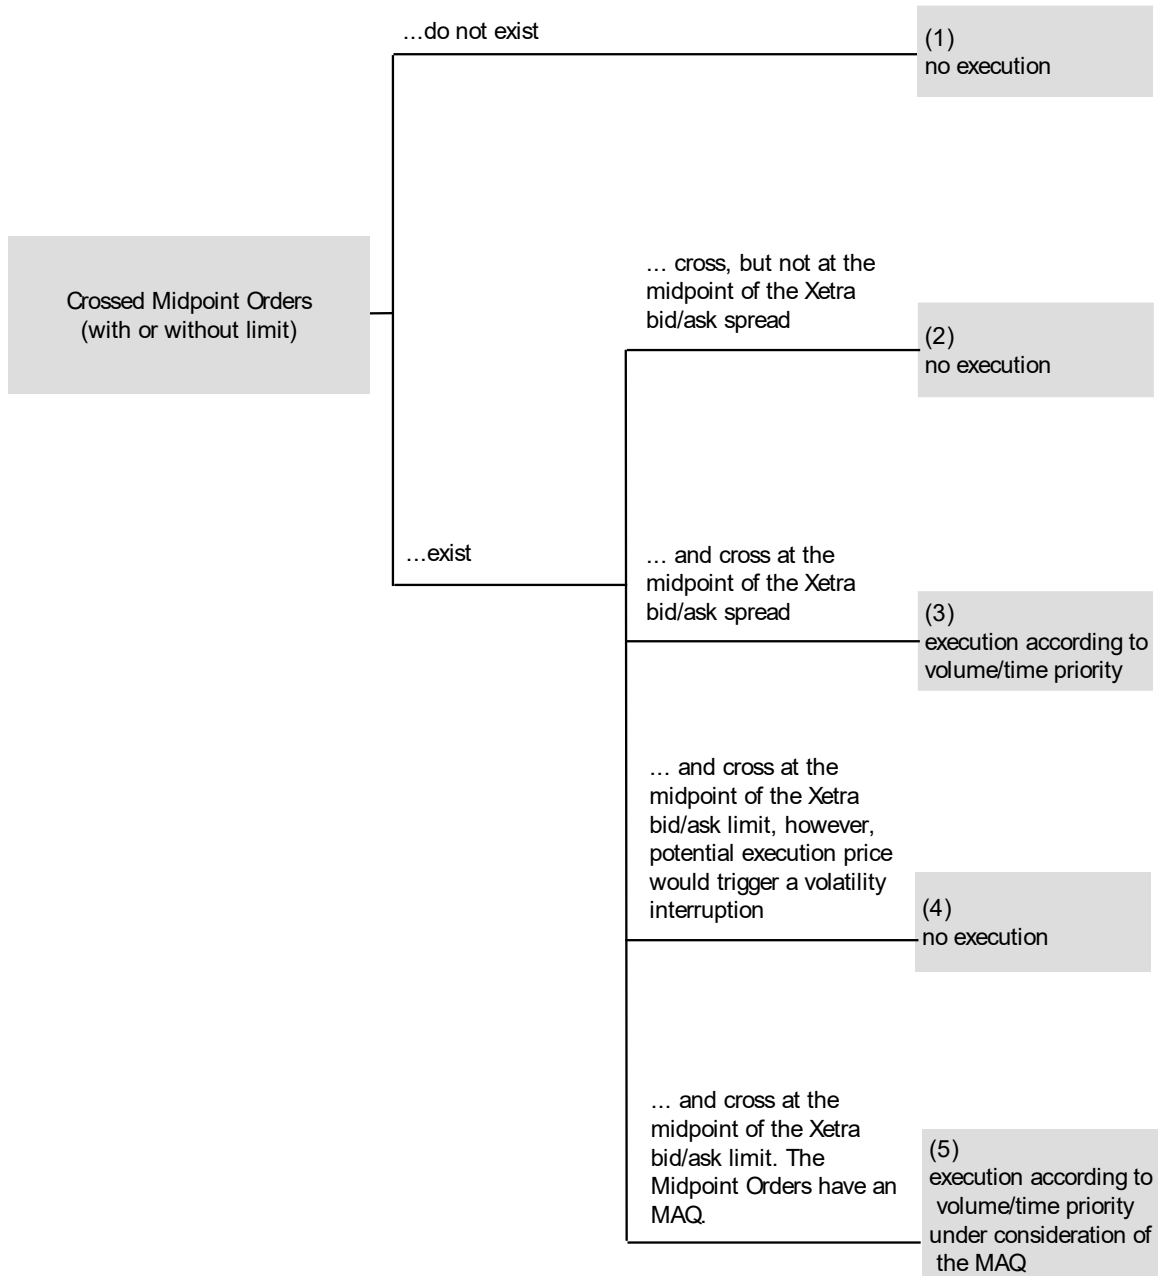 ...do not exist
(1)
no execution
Crossed Midpoint Orders
(with or without limit)
... cross, but not at the
midpoint of the Xetra
bid/ask spread
(2)
no execution
...exist
... and cross at the
midpoint of the Xetra
bid/ask spread
(3)
execution according to
volume/time priority
... and cross at the
midpoint of the Xetra
bid/ask limit, however,
potential execution price
would trigger a volatility
interruption
(4)
no execution
... and cross at the
midpoint of the Xetra
bid/ask limit. The
Midpoint Orders have an
MAQ.
(5)
execution according to
volume/time priority
under consideration of
the MAQ